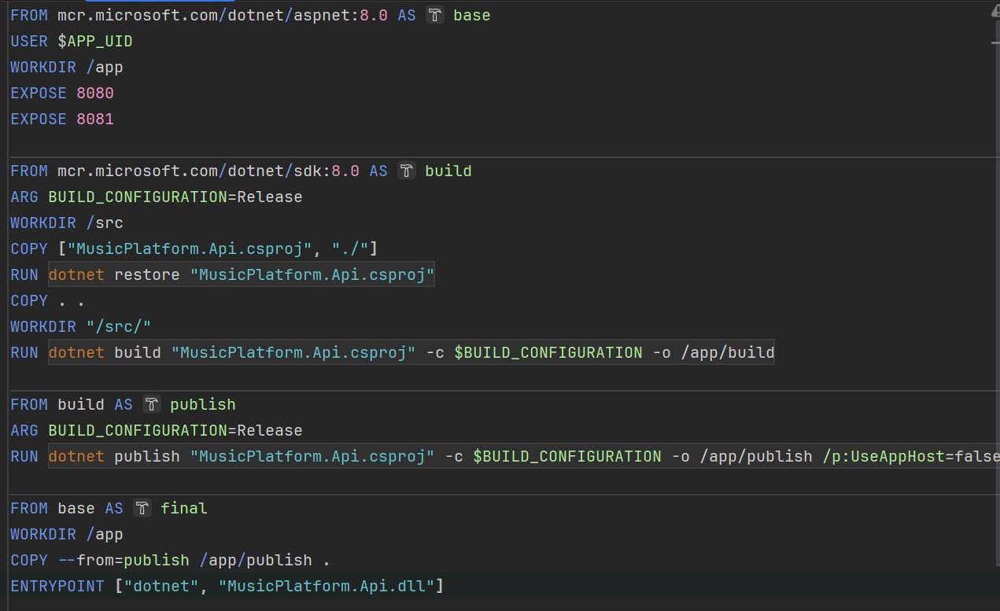 FROM mcr.microsoft.com/dotnet/aspnet:8.0 AS base
USER $APP_UID
WORKDIR /app
EXPOSE 8080
EXPOSE 8081
FROM mcr.microsoft.com/dotnet/sdk:8.0 AS build
ARG BUILD_CONFIGURATION=Release
WORKDIR /src
COPY ["MusicPlatform.Api.csproj", "./"]
RUN dotnet restore "MusicPlatform.Api.csproj"
COPY . .
WORKDIR "/src/"
RUN dotnet build "MusicPlatform.Api.csproj" -c $BUILD_CONFIGURATION -o /app/build
FROM build AS publish
ARG BUILD_CONFIGURATION=Release
RUN dotnet publish "MusicPlatform.Api.csproj" -c $BUILD_CONFIGURATION -o /app/publish /p:UseAppHost=false
FROM base AS final
WORKDIR /app
COPY --from=publish /app/publish .
ENTRYPOINT ["dotnet", "MusicPlatform.Api.dll"]